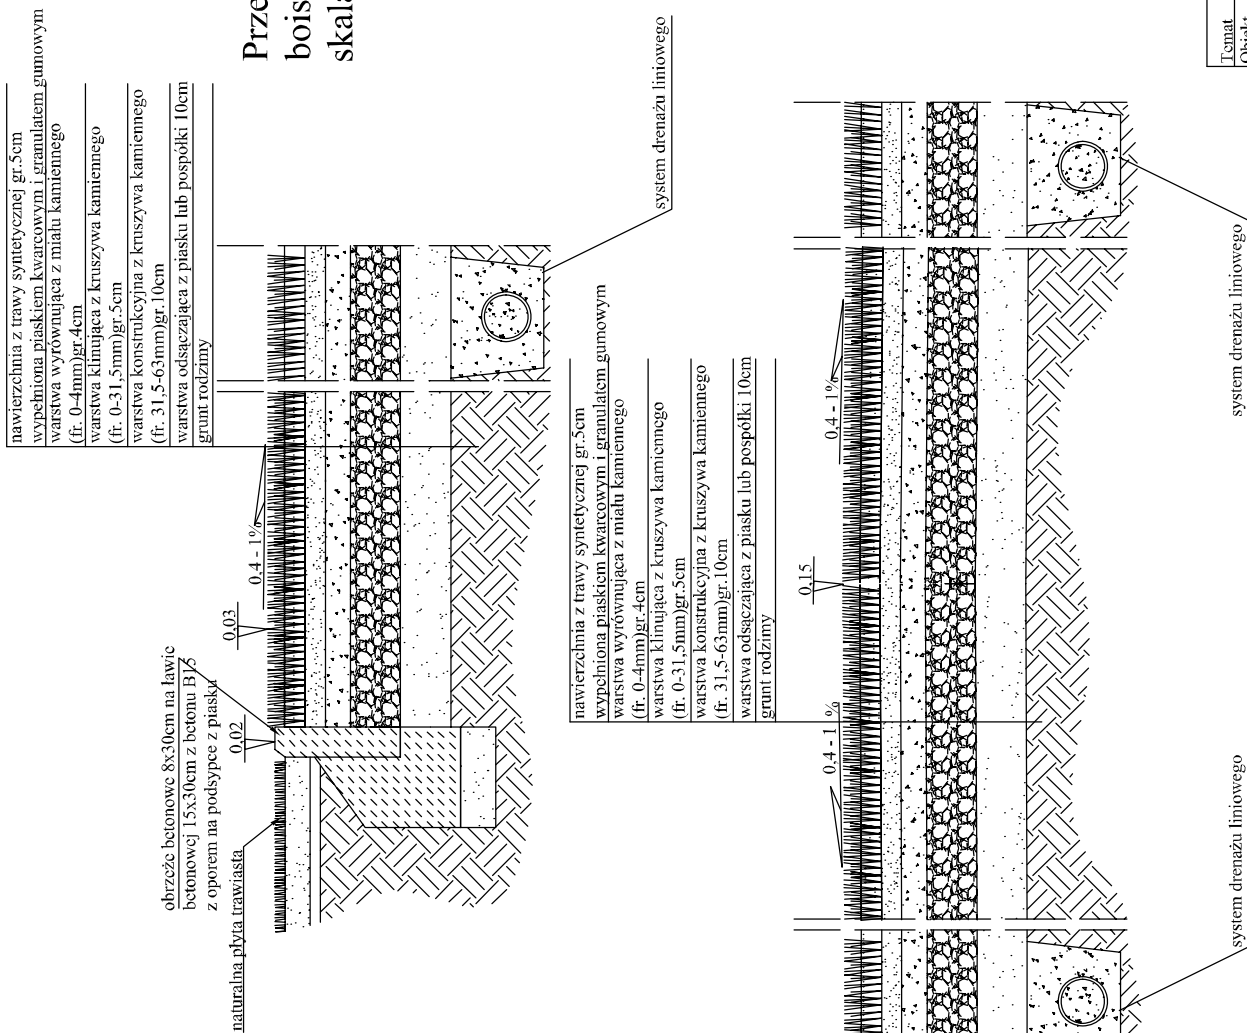 nawierzchnia z trawy syntetycznej gr.5cm
wypełniona piaskiem kwarcowym i granulatem gumowym
warstwa wyrównująca z miału kamiennego
(fr. 0-4mm)gr.4cm
warstwa klinująca z kruszywa kamiennego
(fr. 0-31,5mm)gr.5cm
warstwa konstrukcyjna z kruszywa kamiennego
(fr. 31,5-63mm)gr.10cm
warstwa odsączająca z piasku lub pospółki 10cm
grunt rodzimy
Prze
bois
skala
system drenażu liniowego
0,4 - 1%
0,03
0,02
obrzeże betonowe 8x30cm na ławie
betonowej 15x30cm z betonu B15
z oporem na podsypce z piasku
naturalna płyta trawiasta
nawierzchnia z trawy syntetycznej gr.5cm
wypełniona piaskiem kwarcowym i granulatem gumowym
warstwa wyrównująca z miału kamiennego
(fr. 0-4mm)gr.4cm
warstwa klinująca z kruszywa kamiennego
(fr. 0-31,5mm)gr.5cm
warstwa konstrukcyjna z kruszywa kamiennego
(fr. 31,5-63mm)gr.10cm
warstwa odsączająca z piasku lub pospółki 10cm
grunt rodzimy
0,4 - 1 %
0,15
0,4 - 1%
system drenażu liniowego
system drenażu liniowego
Temat
Obiekt